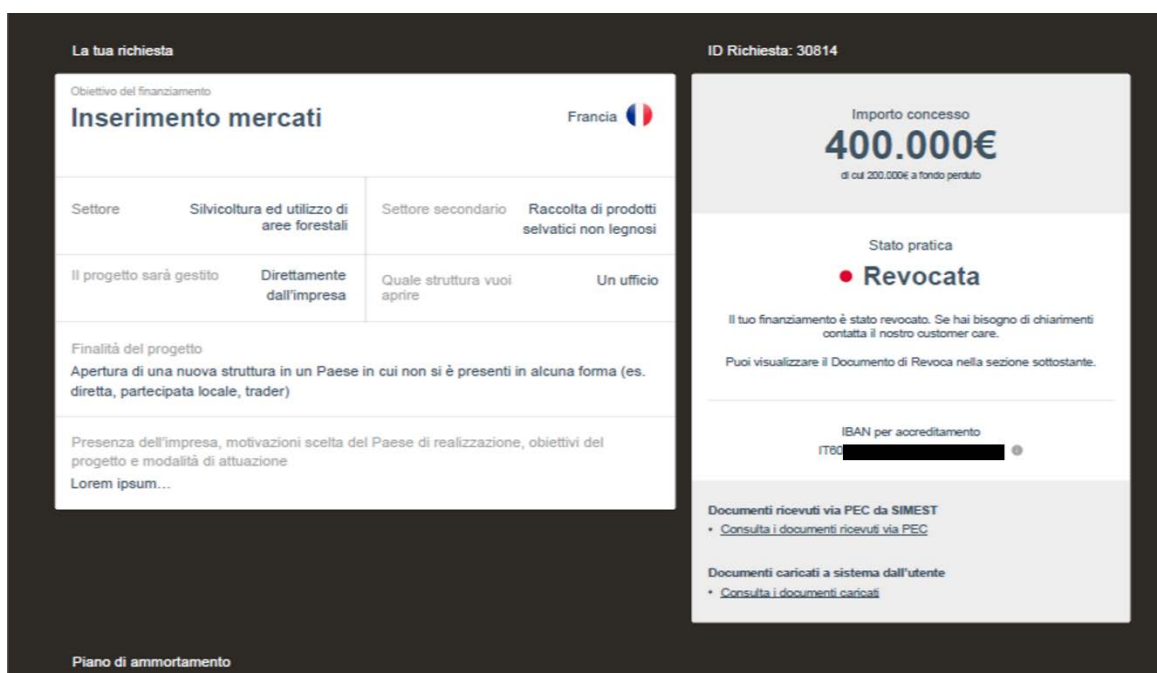 La tua richiesta
Obiettivo del finanziamento
Inserimento mercati
Francia
Settore
Silvicoltura ed utilizzo di
aree forestali
Settore secondario
Raccolta di prodotti
selvatici non legnosi
Il progetto sarà gestito
Direttamente
dall'impresa
Quale struttura vuoi
aprire
Un ufficio
Finalità del progetto
Apertura di una nuova struttura in un Paese in cui non si è presenti in alcuna forma (es.
diretta, partecipata locale, trader)
Presenza dell'impresa, motivazioni scelta del Paese di realizzazione, obiettivi del
progetto e modalità di attuazione
Lorem ipsum...
ID Richiesta: 30814
Importo concesso
400.000€
di cui 200.000€ a fondo perduto
Stato pratica
Revocata
Il tuo finanziamento è stato revocato. Se hai bisogno di chiarimenti
contatta il nostro customer care.
Puoi visualizzare il Documento di Revoca nella sezione sottostante.
IBAN per accreditamento
IT60
Documenti ricevuti via PEC da SIMEST
• Consulta i documenti ricevuti via PEC
Documenti caricati a sistema dall'utente
• Consulta i documenti caricati
Piano di ammortamento